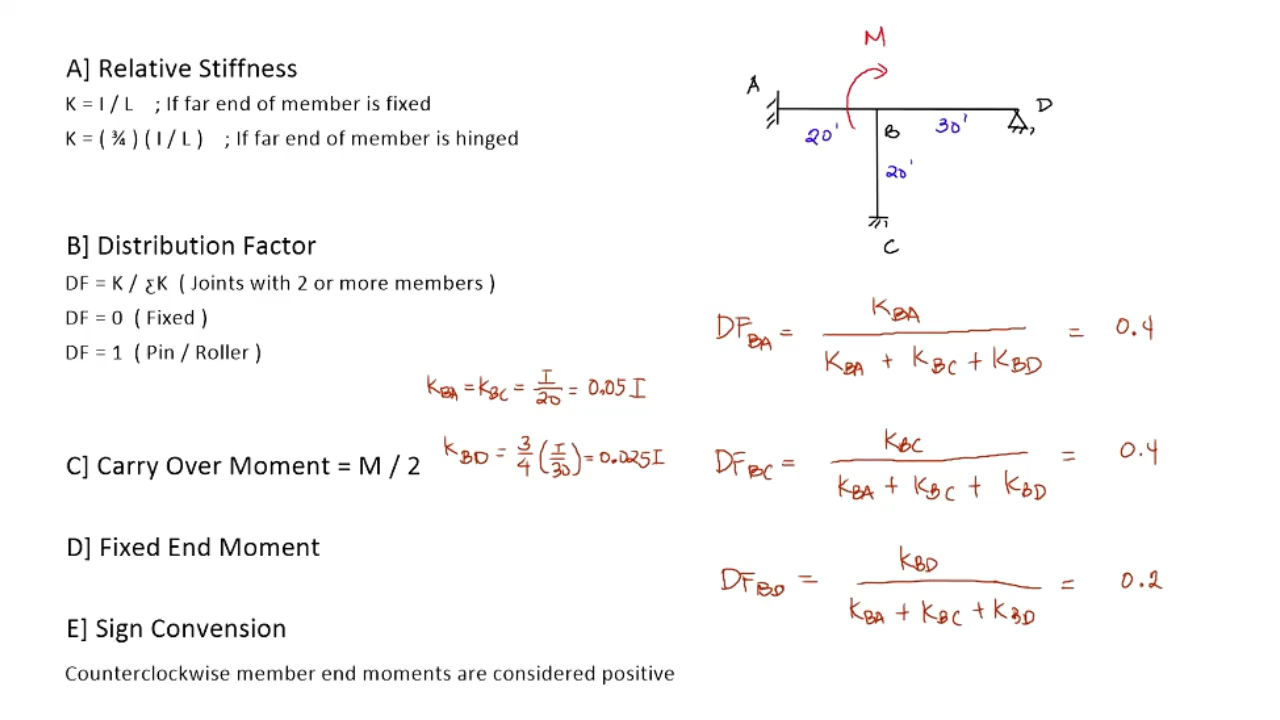 A] Relative Stiffness
K = I / L ; If far end of member is fixed
K = ( ¾ ) ( I / L ) ; If far end of member is hinged
B] Distribution Factor
DF = K / ƹK ( Joints with 2 or more members )
DF = 0 ( Fixed )
DF = 1 ( Pin / Roller )
K_BA = K_BC = I/20 = 0.05 I
K_BD = 3/4 (I/30) = 0.025 I
C] Carry Over Moment = M / 2
D] Fixed End Moment
E] Sign Convension
Counterclockwise member end moments are considered positive
M
A
D
20'
B
30'
20'
C
DF_BA = K_BA / (K_BA + K_BC + K_BD) = 0.4
DF_BC = K_BC / (K_BA + K_BC + K_BD) = 0.4
DF_BD = K_BD / (K_BA + K_BC + K_BD) = 0.2